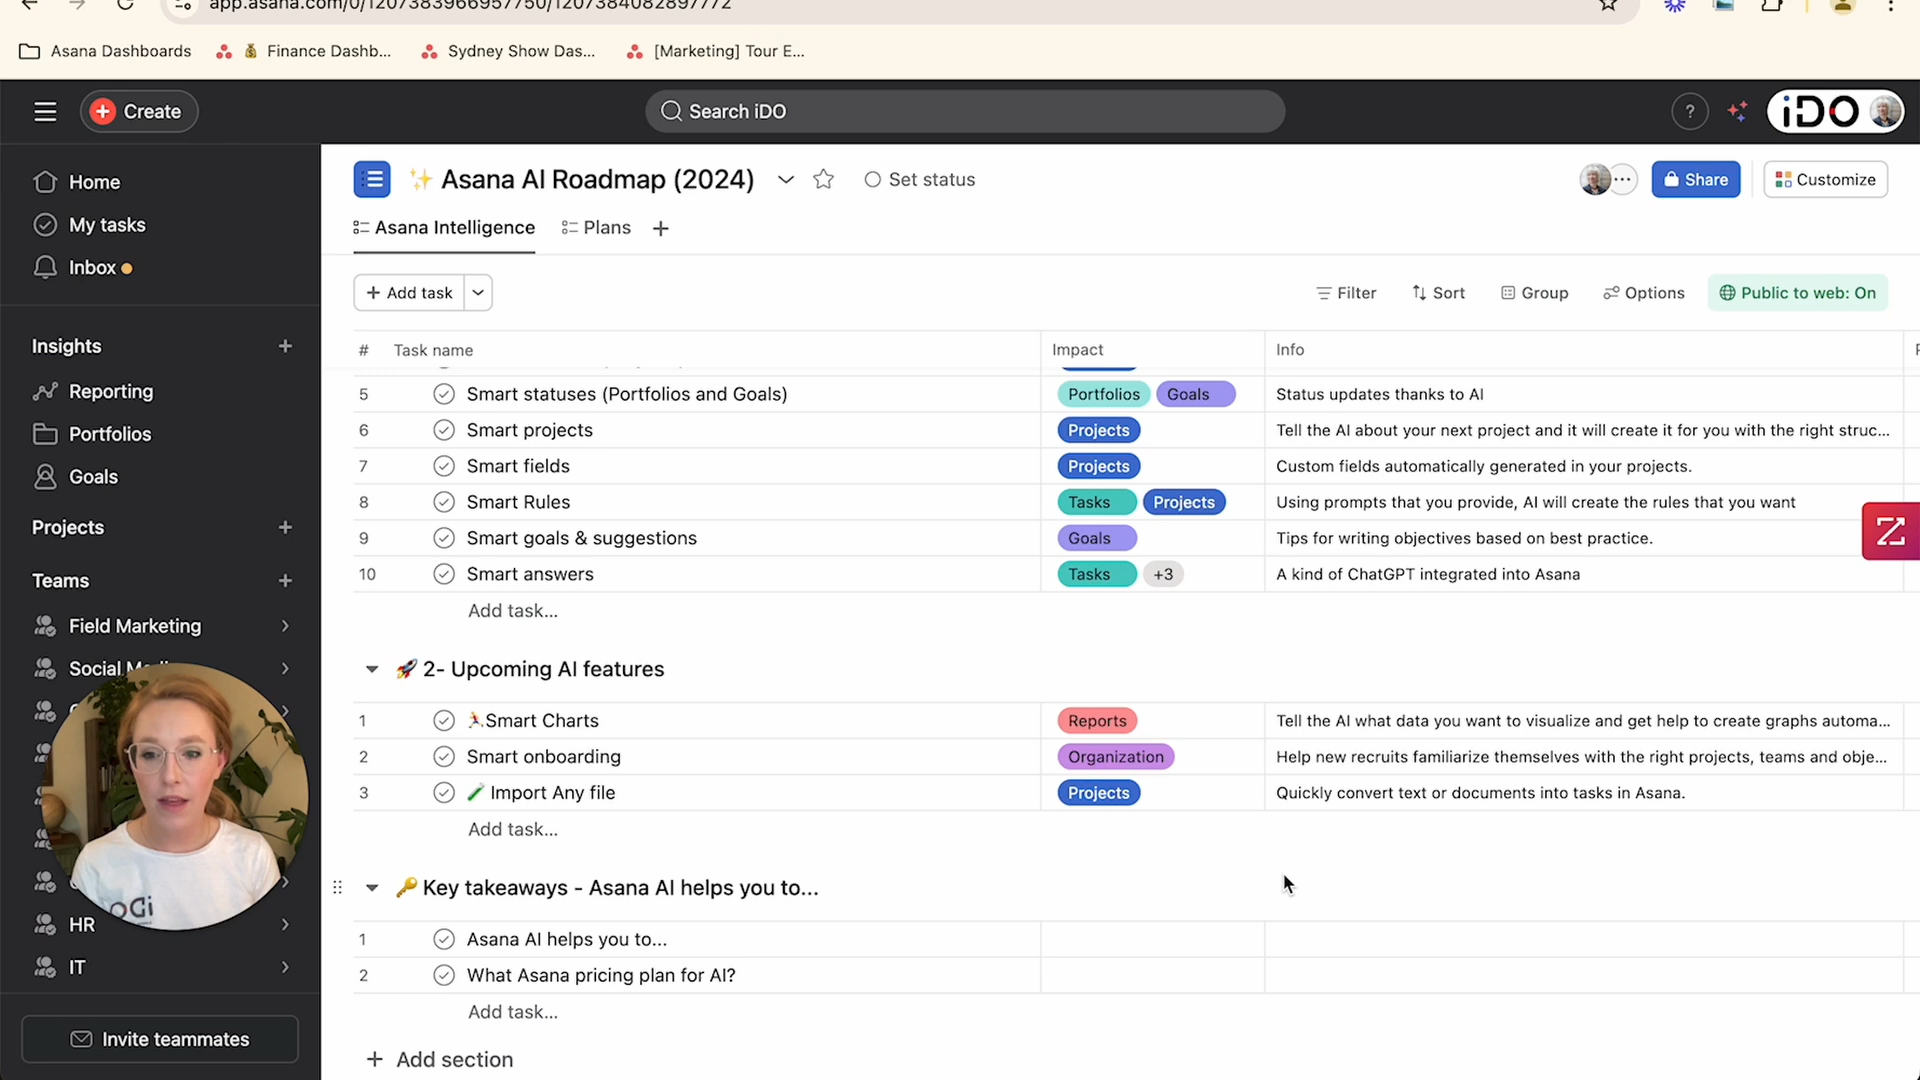 app.asana.com/0/1207383966957750/1207384082897772
Asana Dashboards
Finance Dashb...
Sydney Show Das...
[Marketing] Tour E...
Create
Search iDO
?
iDO
Home
My tasks
Inbox
Insights
Reporting
Portfolios
Goals
Projects
Teams
Field Marketing
Social M
HR
IT
Invite teammates
Asana AI Roadmap (2024)
Set status
Share
Customize
Asana Intelligence
Plans
Add task
Filter
Sort
Group
Options
Public to web: On
# Task name Impact Info
5 Smart statuses (Portfolios and Goals) Portfolios Goals Status updates thanks to AI
6 Smart projects Projects Tell the AI about your next project and it will create it for you with the right struc...
7 Smart fields Projects Custom fields automatically generated in your projects.
8 Smart Rules Tasks Projects Using prompts that you provide, AI will create the rules that you want
9 Smart goals & suggestions Goals Tips for writing objectives based on best practice.
10 Smart answers Tasks +3 A kind of ChatGPT integrated into Asana
Add task...
2- Upcoming AI features
1 Smart Charts Reports Tell the AI what data you want to visualize and get help to create graphs automa...
2 Smart onboarding Organization Help new recruits familiarize themselves with the right projects, teams and obje...
3 Import Any file Projects Quickly convert text or documents into tasks in Asana.
Add task...
Key takeaways - Asana AI helps you to...
1 Asana AI helps you to...
2 What Asana pricing plan for AI?
Add task...
Add section